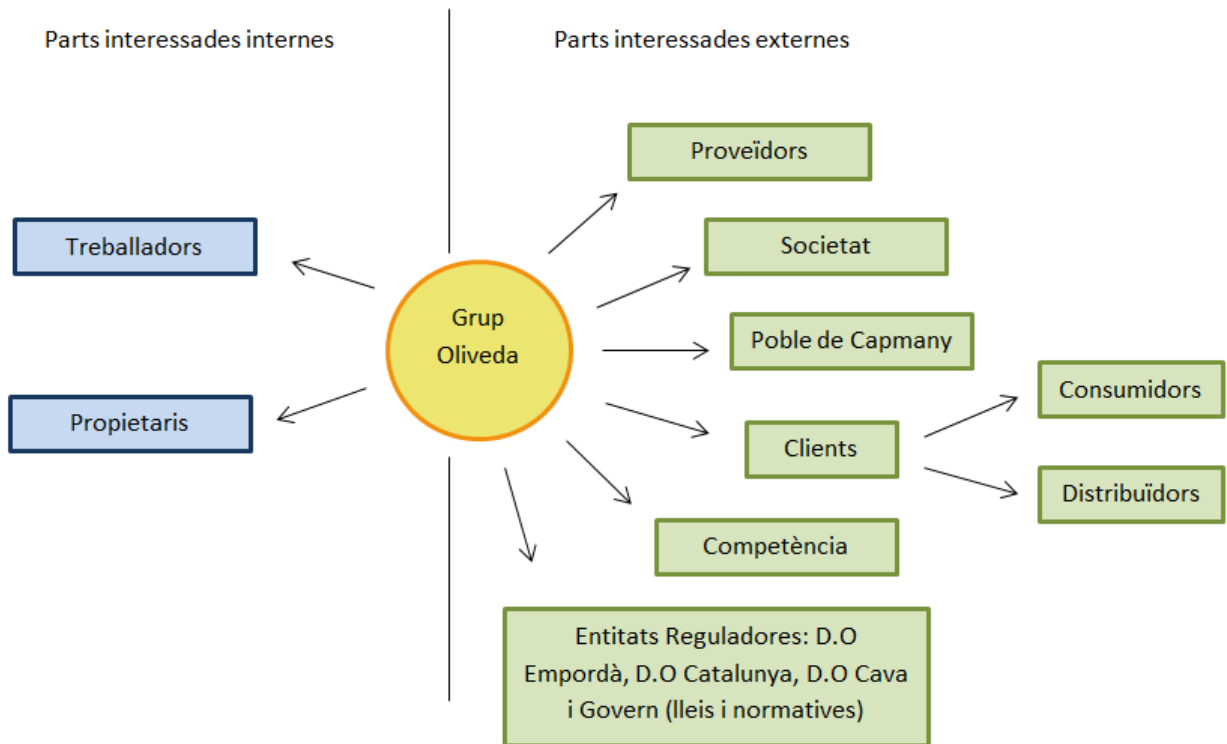 Parts interessades internes
Parts interessades externes
Proveïdors
Treballadors
Societat
Grup
Oliveda
Poble de Capmany
Propietaris
Consumidors
Clients
Distribuïdors
Competència
Entitats Reguladores: D.O
Empordà, D.O Catalunya, D.O Cava
i Govern (lleis i normatives)